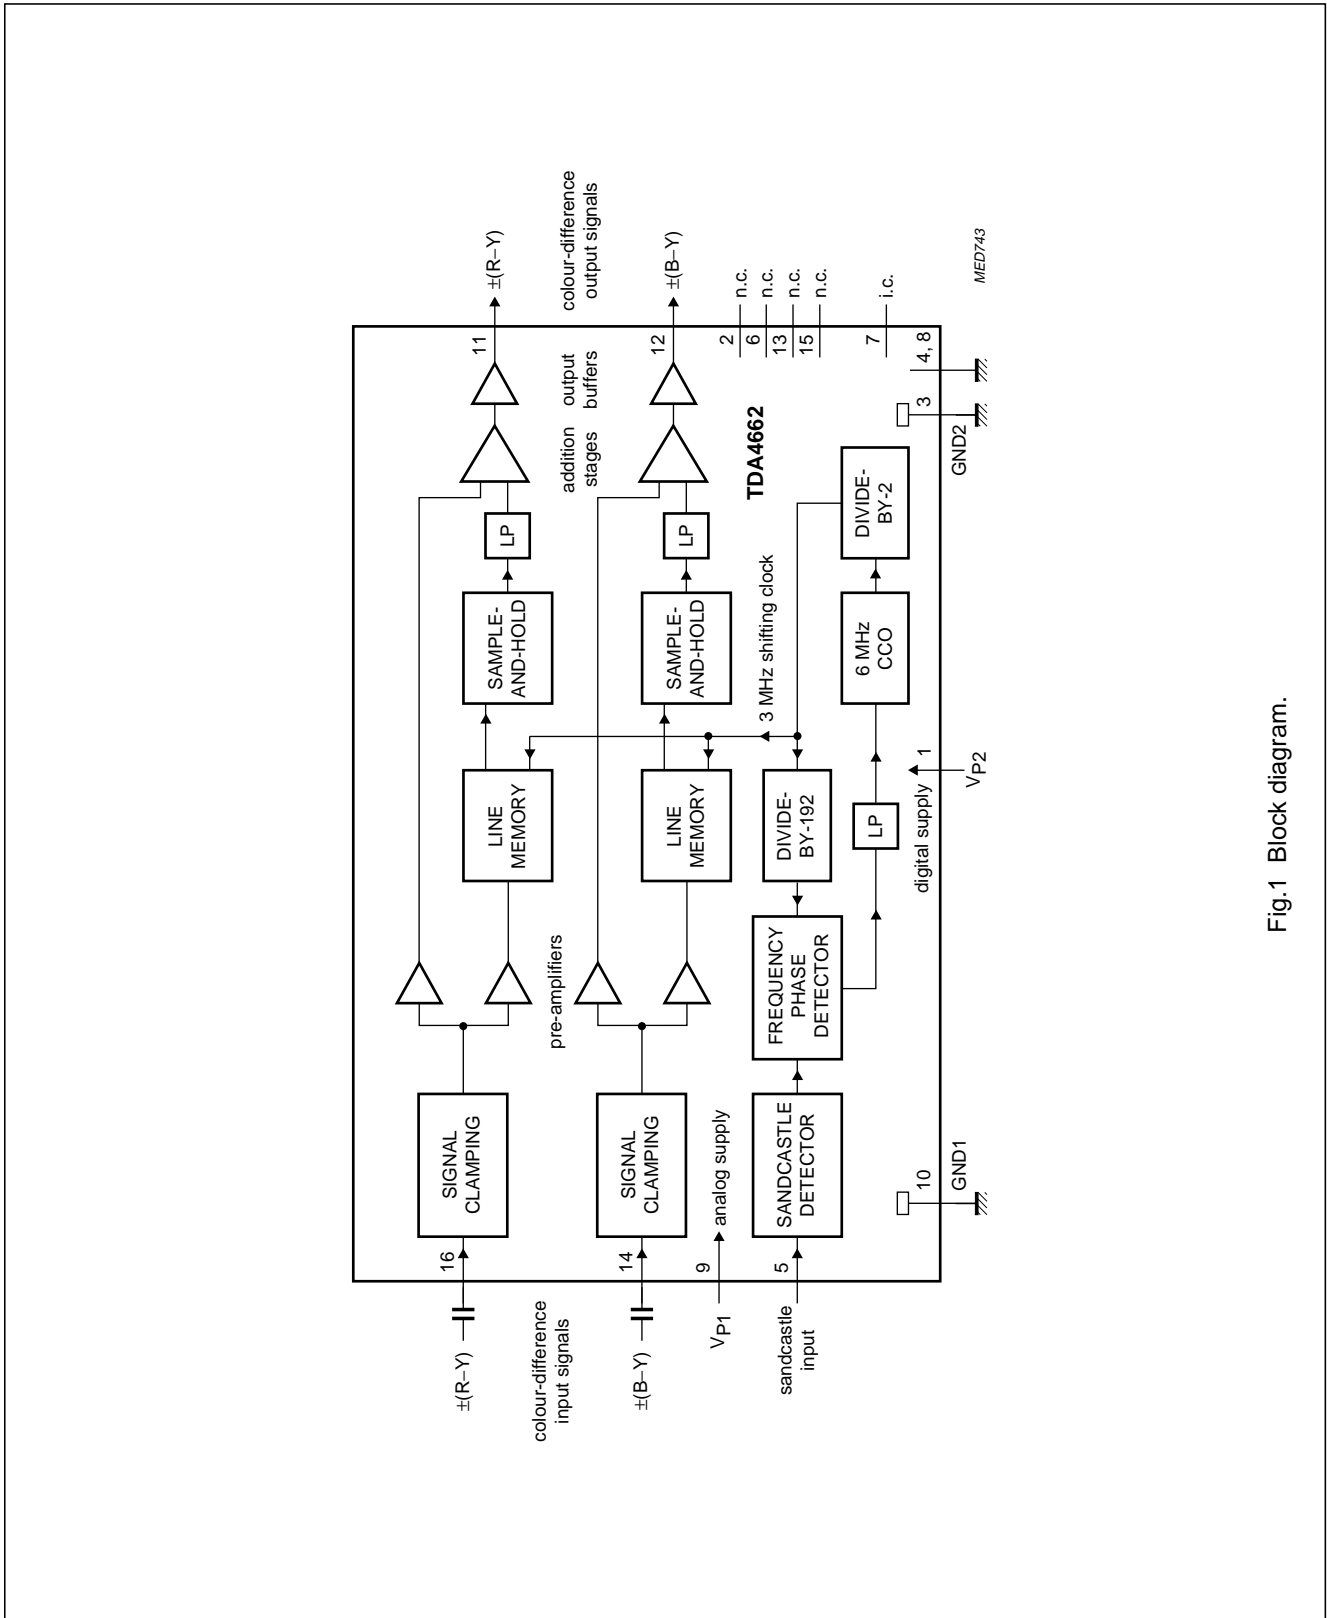 ±(R−Y)
colour-difference
input signals
±(B−Y)
VP1
sandcastle
input
16
14
9
5
SIGNAL
CLAMPING
SIGNAL
CLAMPING
analog supply
SANDCASTLE
DETECTOR
10
GND1
pre-amplifiers
FREQUENCY
PHASE
DETECTOR
LINE
MEMORY
LINE
MEMORY
DIVIDE-
BY-192
LP
digital supply
1
VP2
3 MHz shifting clock
SAMPLE-
AND-HOLD
SAMPLE-
AND-HOLD
6 MHz
CCO
LP
LP
DIVIDE-
BY-2
addition
stages
output
buffers
TDA4662
GND2
3
4, 8
11
12
2
6
13
15
7
±(R−Y)
colour-difference
output signals
±(B−Y)
n.c.
n.c.
n.c.
n.c.
i.c.
MED743
Fig.1 Block diagram.